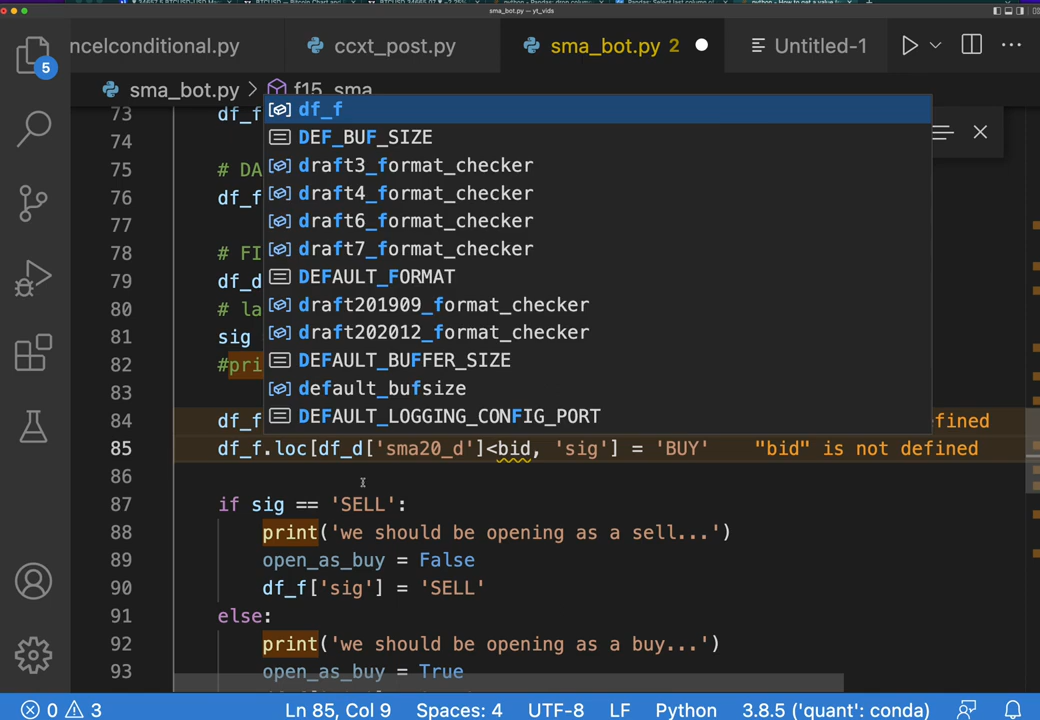 sma_bot.py — yt_vids
ncelconditional.py ccxt_post.py sma_bot.py 2 Untitled-1
5
sma_bot.py > f15_sma
73 df_f
74
75 # DA
76 df_f
77
78 # FI
79 df_d
80 # la
81 sig
82 #pri
83
84 df_f efined
df_f
DEF_BUF_SIZE
draft3_format_checker
draft4_format_checker
draft6_format_checker
draft7_format_checker
DEFAULT_FORMAT
draft201909_format_checker
draft202012_format_checker
DEFAULT_BUFFER_SIZE
default_bufsize
DEFAULT_LOGGING_CONFIG_PORT
85 df_f.loc[df_d['sma20_d']<bid, 'sig'] = 'BUY' "bid" is not defined
86
87 if sig == 'SELL':
88 print('we should be opening as a sell...')
89 open_as_buy = False
90 df_f['sig'] = 'SELL'
91 else:
92 print('we should be opening as a buy...')
93 open_as_buy = True
0 3 Ln 85, Col 9 Spaces: 4 UTF-8 LF Python 3.8.5 ('quant': conda)